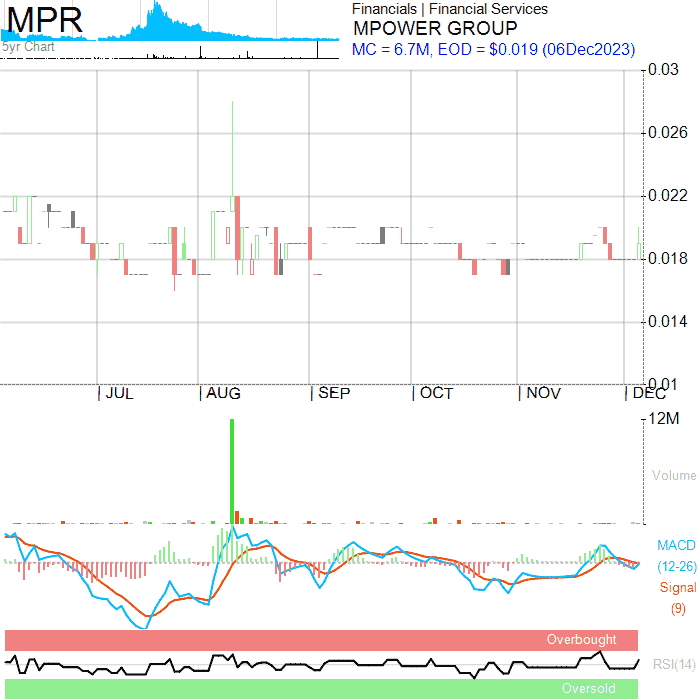 MPR
5yr Chart
Financials | Financial Services
MPOWER GROUP
MC = 6.7M, EOD = $0.019 (06Dec2023)
0.03
0.026
0.022
0.018
0.014
0.01
JUL
AUG
SEP
OCT
NOV
DEC
12M
Volume
MACD
(12-26)
Signal
(9)
Overbought
RSI(14)
Oversold